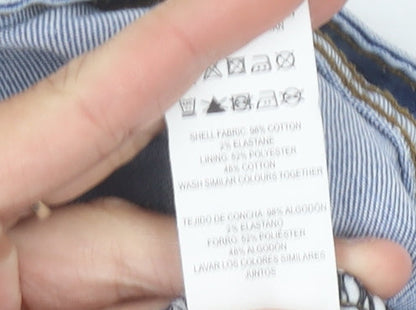 SHELL FABRIC: 98% COTTON
2% ELASTANE
LINING: 52% POLYESTER
48% COTTON
WASH SIMILAR COLOURS TOGETHER
TEJIDO DE CONCHA: 98% ALGODÓN
2% ELASTANO
FORRO: 52% POLIÉSTER
48% ALGODÓN
LAVAR LOS COLORES SIMILARES
JUNTOS